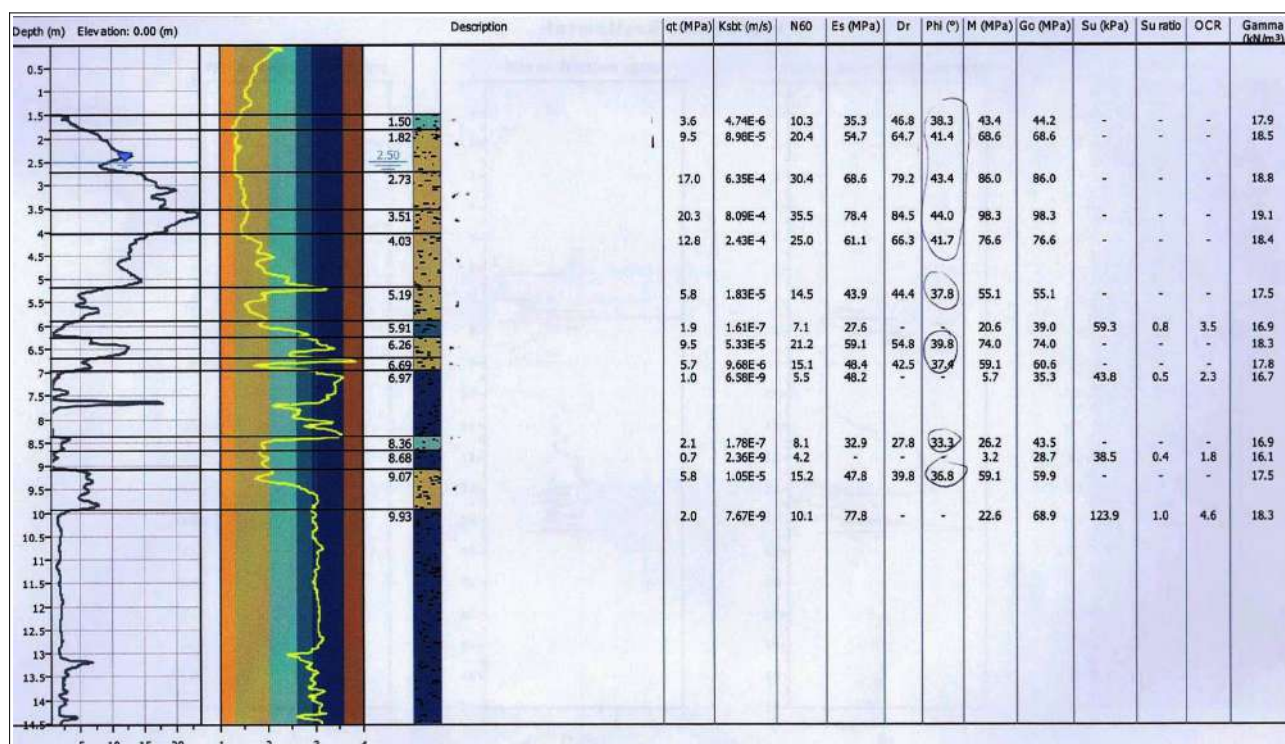 Depth (m) Elevation: 0.00 (m) Description qt (MPa) Ksbt (m/s) N60 Es (MPa) Dr Phi (°) M (MPa) Go (MPa) Su (kPa) Su ratio OCR Gamma (kN/m³)
0.5
1
1.5 1.50 3.6 4.74E-6 10.3 35.3 46.8 38.3 43.4 44.2 - - - 17.9
1.82 9.5 8.98E-5 20.4 54.7 64.7 41.4 68.6 68.6 - - - 18.5
2
2.5 2.50
2.73 17.0 6.35E-4 30.4 68.6 79.2 43.4 86.0 86.0 - - - 18.8
3
3.5 3.51 20.3 8.09E-4 35.5 78.4 84.5 44.0 98.3 98.3 - - - 19.1
4 4.03 12.8 2.43E-4 25.0 61.1 66.3 41.7 76.6 76.6 - - - 18.4
4.5
5
5.19 5.8 1.83E-5 14.5 43.9 44.4 37.8 55.1 55.1 - - - 17.5
5.5
5.91 1.9 1.61E-7 7.1 27.6 - - 20.6 39.0 59.3 0.8 3.5 16.9
6
6.26 9.5 5.33E-5 21.2 59.1 54.8 39.8 74.0 74.0 - - - 18.3
6.5
6.69 5.7 9.68E-6 15.1 48.4 42.5 37.4 59.1 60.6 - - - 17.8
6.97 1.0 6.58E-9 5.5 48.2 - - 5.7 35.3 43.8 0.5 2.3 16.7
7
7.5
8
8.36 2.1 1.78E-7 8.1 32.9 27.8 33.3 26.2 43.5 - - - 16.9
8.5
8.68 0.7 2.36E-9 4.2 - - - 3.2 28.7 38.5 0.4 1.8 16.1
9
9.07 5.8 1.05E-5 15.2 47.8 39.8 36.8 59.1 59.9 - - - 17.5
9.5
9.93 2.0 7.67E-9 10.1 77.8 - - 22.6 68.9 123.9 1.0 4.6 18.3
10
10.5
11
11.5
12
12.5
13
13.5
14
14.5
5 10 15 20 1 2 3 4